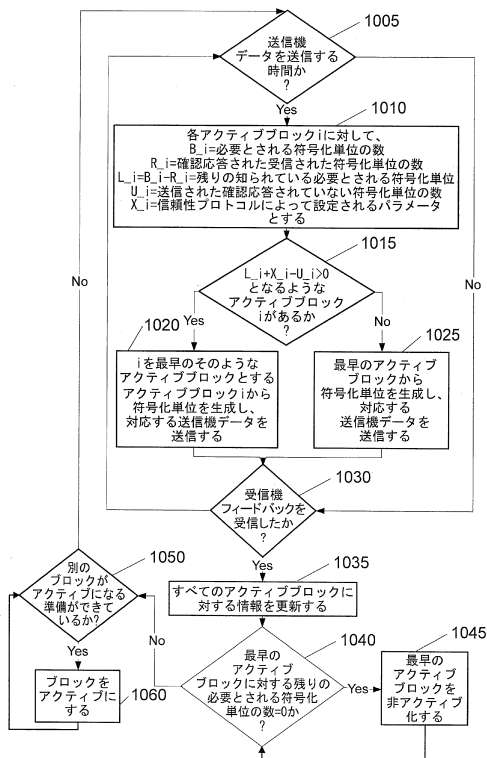 1005
送信機
データを送信する
時間か
?
Yes
No
1010
各アクティブブロックiに対して、
B_i=必要とされる符号化単位の数
R_i=確認応答された受信された符号化単位の数
L_i=B_i-R_i=残りの知られている必要とされる符号化単位
U_i=送信された確認応答されていない符号化単位の数
X_i=信頼性プロトコルによって設定されるパラメータ
とする
1015
L_i+X_i-U_i>0
となるような
アクティブブロック
iがあるか
?
Yes
No
1020
iを最早のそのような
アクティブブロックとする
アクティブブロックiから
符号化単位を生成し、
対応する送信機データを
送信する
1025
最早のアクティブ
ブロックから
符号化単位を生成し、
対応する
送信機データを
送信する
No
1030
受信機
フィードバックを
受信したか
?
Yes
1035
すべてのアクティブブロックに
対する情報を更新する
1040
最早の
アクティブ
ブロックに対する残りの
必要とされる符号化
単位の数=0か
?
Yes
No
1045
最早の
アクティブ
ブロックを
非アクティブ
化する
1050
別の
ブロックが
アクティブになる
準備ができて
いるか?
Yes
No
1060
ブロックを
アクティブに
する